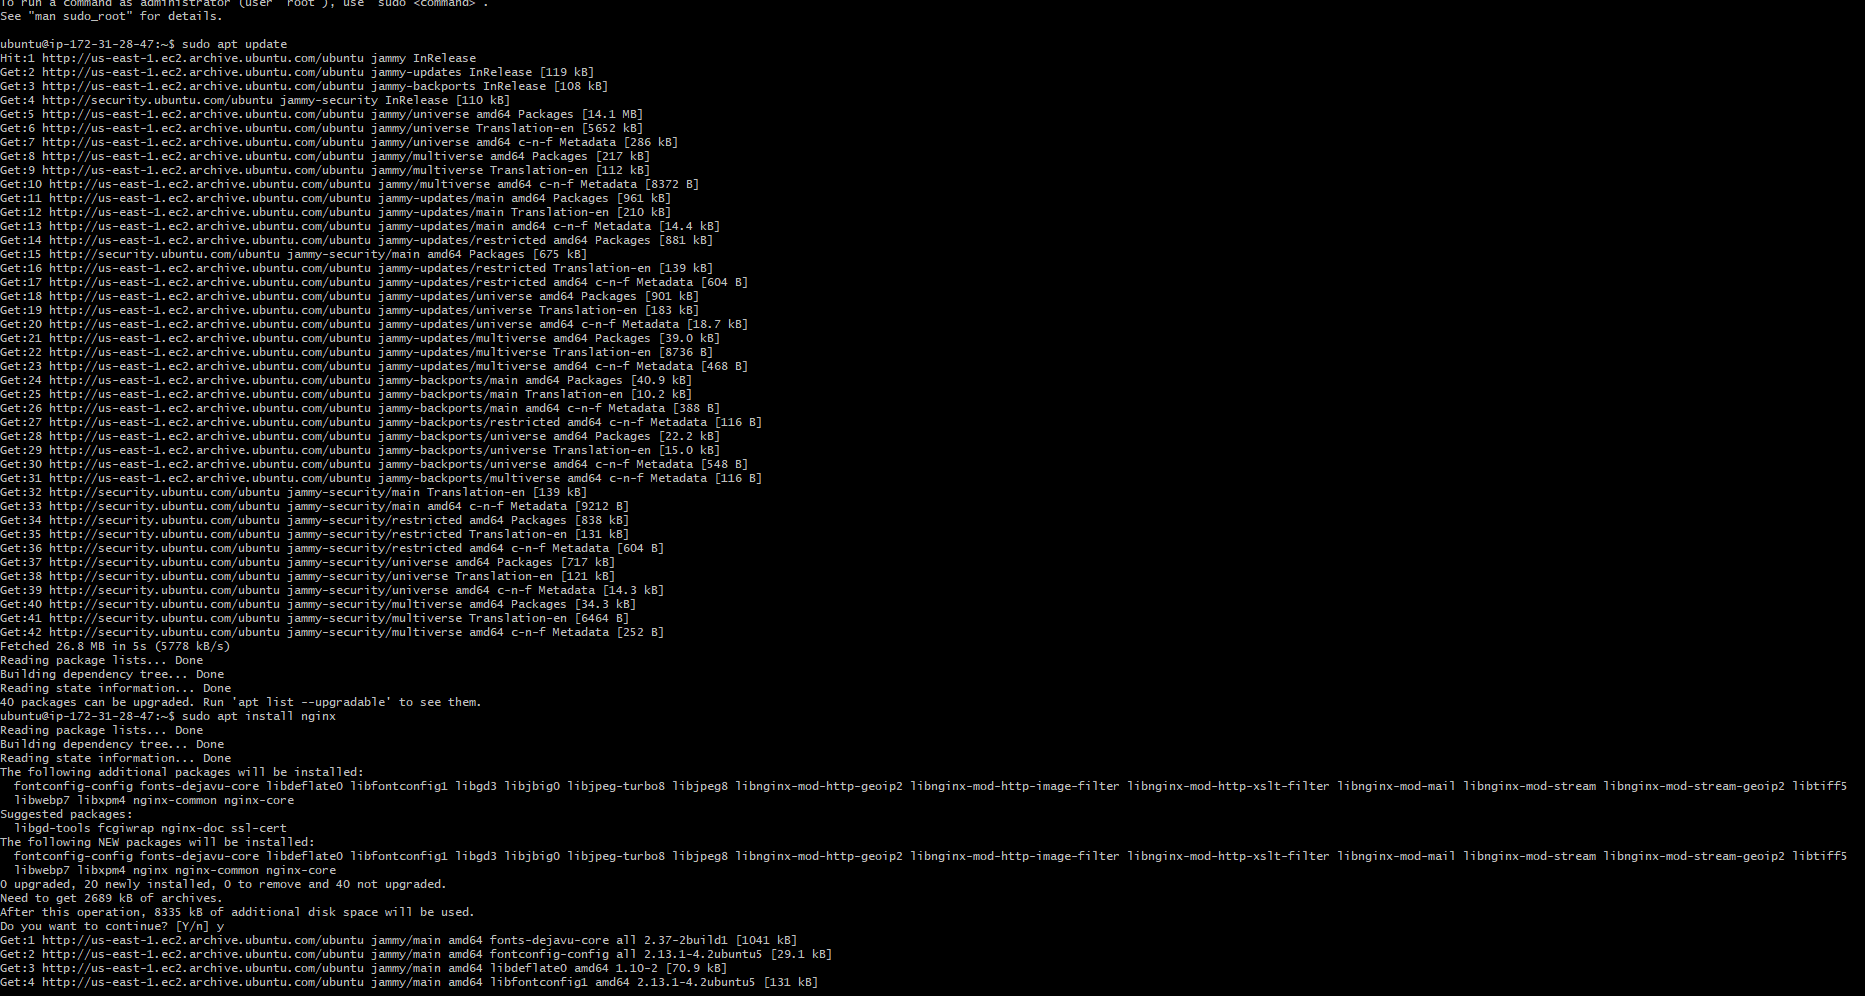 To run a command as administrator (user "root"), use "sudo <command>".
See "man sudo_root" for details.
ubuntu@ip-172-31-28-47:~$ sudo apt update
Hit:1 http://us-east-1.ec2.archive.ubuntu.com/ubuntu jammy InRelease
Get:2 http://us-east-1.ec2.archive.ubuntu.com/ubuntu jammy-updates InRelease [119 kB]
Get:3 http://us-east-1.ec2.archive.ubuntu.com/ubuntu jammy-backports InRelease [108 kB]
Get:4 http://security.ubuntu.com/ubuntu jammy-security InRelease [110 kB]
Get:5 http://us-east-1.ec2.archive.ubuntu.com/ubuntu jammy/universe amd64 Packages [14.1 MB]
Get:6 http://us-east-1.ec2.archive.ubuntu.com/ubuntu jammy/universe Translation-en [5652 kB]
Get:7 http://us-east-1.ec2.archive.ubuntu.com/ubuntu jammy/universe amd64 c-n-f Metadata [286 kB]
Get:8 http://us-east-1.ec2.archive.ubuntu.com/ubuntu jammy/multiverse amd64 Packages [217 kB]
Get:9 http://us-east-1.ec2.archive.ubuntu.com/ubuntu jammy/multiverse Translation-en [112 kB]
Get:10 http://us-east-1.ec2.archive.ubuntu.com/ubuntu jammy/multiverse amd64 c-n-f Metadata [8372 B]
Get:11 http://us-east-1.ec2.archive.ubuntu.com/ubuntu jammy-updates/main amd64 Packages [961 kB]
Get:12 http://us-east-1.ec2.archive.ubuntu.com/ubuntu jammy-updates/main Translation-en [210 kB]
Get:13 http://us-east-1.ec2.archive.ubuntu.com/ubuntu jammy-updates/main amd64 c-n-f Metadata [14.4 kB]
Get:14 http://us-east-1.ec2.archive.ubuntu.com/ubuntu jammy-updates/restricted amd64 Packages [881 kB]
Get:15 http://security.ubuntu.com/ubuntu jammy-security/main amd64 Packages [675 kB]
Get:16 http://us-east-1.ec2.archive.ubuntu.com/ubuntu jammy-updates/restricted Translation-en [139 kB]
Get:17 http://us-east-1.ec2.archive.ubuntu.com/ubuntu jammy-updates/restricted amd64 c-n-f Metadata [604 B]
Get:18 http://us-east-1.ec2.archive.ubuntu.com/ubuntu jammy-updates/universe amd64 Packages [901 kB]
Get:19 http://us-east-1.ec2.archive.ubuntu.com/ubuntu jammy-updates/universe Translation-en [183 kB]
Get:20 http://us-east-1.ec2.archive.ubuntu.com/ubuntu jammy-updates/universe amd64 c-n-f Metadata [18.7 kB]
Get:21 http://us-east-1.ec2.archive.ubuntu.com/ubuntu jammy-updates/multiverse amd64 Packages [39.0 kB]
Get:22 http://us-east-1.ec2.archive.ubuntu.com/ubuntu jammy-updates/multiverse Translation-en [8736 B]
Get:23 http://us-east-1.ec2.archive.ubuntu.com/ubuntu jammy-updates/multiverse amd64 c-n-f Metadata [468 B]
Get:24 http://us-east-1.ec2.archive.ubuntu.com/ubuntu jammy-backports/main amd64 Packages [40.9 kB]
Get:25 http://us-east-1.ec2.archive.ubuntu.com/ubuntu jammy-backports/main Translation-en [10.2 kB]
Get:26 http://us-east-1.ec2.archive.ubuntu.com/ubuntu jammy-backports/main amd64 c-n-f Metadata [388 B]
Get:27 http://us-east-1.ec2.archive.ubuntu.com/ubuntu jammy-backports/restricted amd64 c-n-f Metadata [116 B]
Get:28 http://us-east-1.ec2.archive.ubuntu.com/ubuntu jammy-backports/universe amd64 Packages [22.2 kB]
Get:29 http://us-east-1.ec2.archive.ubuntu.com/ubuntu jammy-backports/universe Translation-en [15.0 kB]
Get:30 http://us-east-1.ec2.archive.ubuntu.com/ubuntu jammy-backports/universe amd64 c-n-f Metadata [548 B]
Get:31 http://us-east-1.ec2.archive.ubuntu.com/ubuntu jammy-backports/multiverse amd64 c-n-f Metadata [116 B]
Get:32 http://security.ubuntu.com/ubuntu jammy-security/main Translation-en [139 kB]
Get:33 http://security.ubuntu.com/ubuntu jammy-security/main amd64 c-n-f Metadata [9212 B]
Get:34 http://security.ubuntu.com/ubuntu jammy-security/restricted amd64 Packages [838 kB]
Get:35 http://security.ubuntu.com/ubuntu jammy-security/restricted Translation-en [131 kB]
Get:36 http://security.ubuntu.com/ubuntu jammy-security/restricted amd64 c-n-f Metadata [604 B]
Get:37 http://security.ubuntu.com/ubuntu jammy-security/universe amd64 Packages [717 kB]
Get:38 http://security.ubuntu.com/ubuntu jammy-security/universe Translation-en [121 kB]
Get:39 http://security.ubuntu.com/ubuntu jammy-security/universe amd64 c-n-f Metadata [14.3 kB]
Get:40 http://security.ubuntu.com/ubuntu jammy-security/multiverse amd64 Packages [34.3 kB]
Get:41 http://security.ubuntu.com/ubuntu jammy-security/multiverse Translation-en [6464 B]
Get:42 http://security.ubuntu.com/ubuntu jammy-security/multiverse amd64 c-n-f Metadata [252 B]
Fetched 26.8 MB in 5s (5778 kB/s)
Reading package lists... Done
Building dependency tree... Done
Reading state information... Done
40 packages can be upgraded. Run 'apt list --upgradable' to see them.
ubuntu@ip-172-31-28-47:~$ sudo apt install nginx
Reading package lists... Done
Building dependency tree... Done
Reading state information... Done
The following additional packages will be installed:
fontconfig-config fonts-dejavu-core libdeflate0 libfontconfig1 libgd3 libjbig0 libjpeg-turbo8 libjpeg8 libnginx-mod-http-geoip2 libnginx-mod-http-image-filter libnginx-mod-http-xslt-filter libnginx-mod-mail libnginx-mod-stream libnginx-mod-stream-geoip2 libtiff5
libwebp7 libxpm4 nginx-common nginx-core
Suggested packages:
libgd-tools fcgiwrap nginx-doc ssl-cert
The following NEW packages will be installed:
fontconfig-config fonts-dejavu-core libdeflate0 libfontconfig1 libgd3 libjbig0 libjpeg-turbo8 libjpeg8 libnginx-mod-http-geoip2 libnginx-mod-http-image-filter libnginx-mod-http-xslt-filter libnginx-mod-mail libnginx-mod-stream libnginx-mod-stream-geoip2 libtiff5
libwebp7 libxpm4 nginx nginx-common nginx-core
0 upgraded, 20 newly installed, 0 to remove and 40 not upgraded.
Need to get 2689 kB of archives.
After this operation, 8335 kB of additional disk space will be used.
Do you want to continue? [Y/n] y
Get:1 http://us-east-1.ec2.archive.ubuntu.com/ubuntu jammy/main amd64 fonts-dejavu-core all 2.37-2build1 [1041 kB]
Get:2 http://us-east-1.ec2.archive.ubuntu.com/ubuntu jammy/main amd64 fontconfig-config all 2.13.1-4.2ubuntu5 [29.1 kB]
Get:3 http://us-east-1.ec2.archive.ubuntu.com/ubuntu jammy/main amd64 libdeflate0 amd64 1.10-2 [70.9 kB]
Get:4 http://us-east-1.ec2.archive.ubuntu.com/ubuntu jammy/main amd64 libfontconfig1 amd64 2.13.1-4.2ubuntu5 [131 kB]